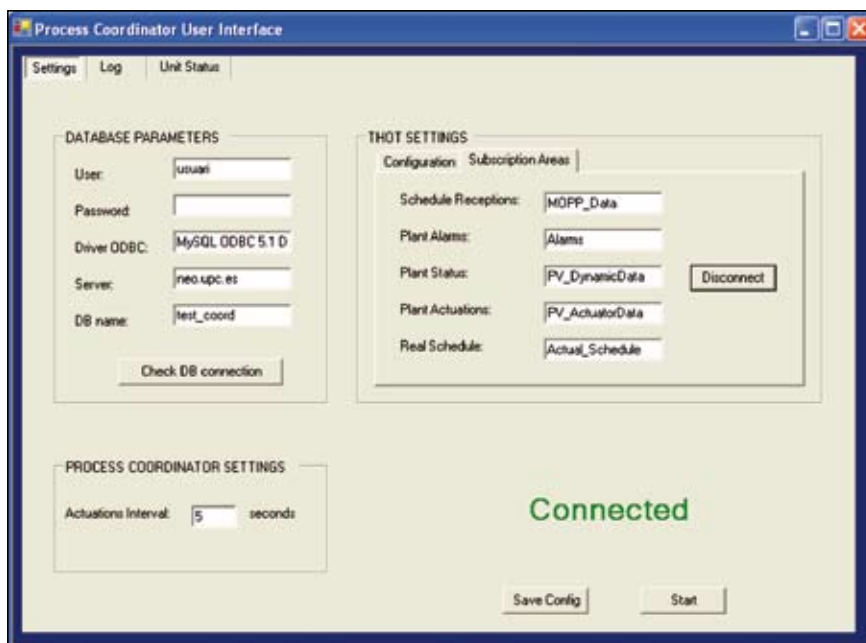 Process Coordinator User Interface
Settings Log Unit Status
DATABASE PARAMETERS
User: usuari
Password:
Driver ODBC: MySQL ODBC 5.1 D
Server: neo.upc.es
DB name: test_coord
Check DB connection
THOT SETTINGS
Configuration Subscription Areas
Schedule Receptions: MOPP_Data
Plant Alarms: Alarms
Plant Status: PV_DynamicData
Disconnect
Plant Actuations: PV_ActuatorData
Real Schedule: Actual_Schedule
PROCESS COORDINATOR SETTINGS
Actuations Interval: 5 seconds
Connected
Save Config Start